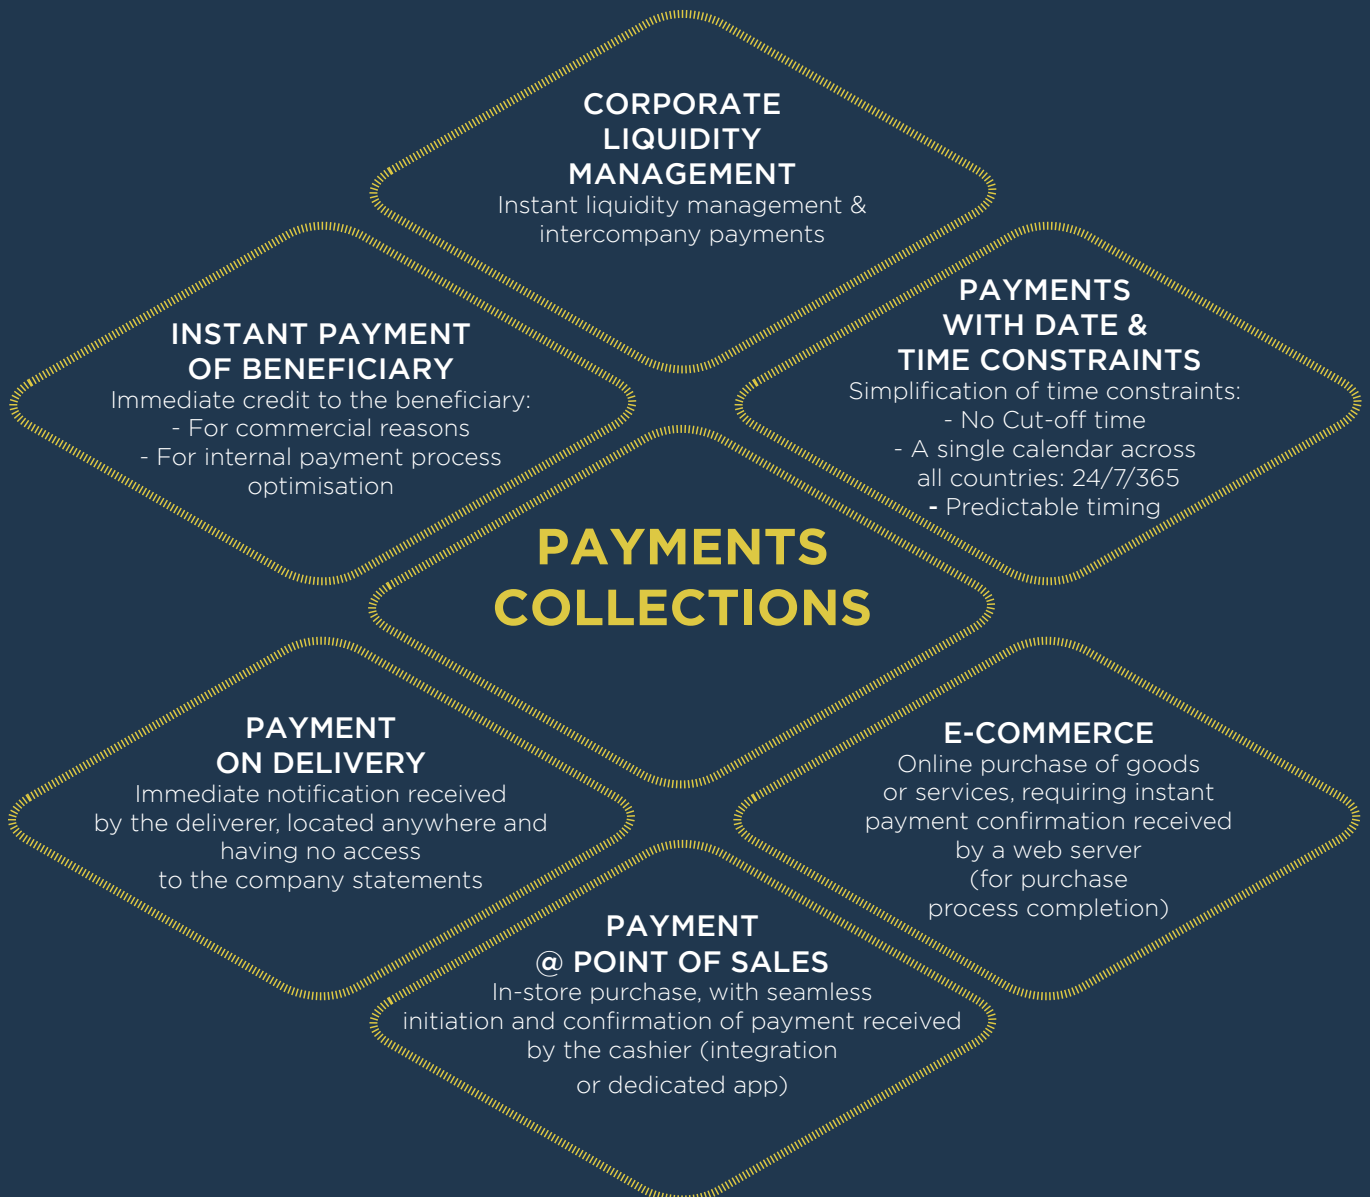 CORPORATE
LIQUIDITY
MANAGEMENT
Instant liquidity management &
intercompany payments
INSTANT PAYMENT
OF BENEFICIARY
Immediate credit to the beneficiary:
- For commercial reasons
- For internal payment process
optimisation
PAYMENTS
WITH DATE &
TIME CONSTRAINTS
Simplification of time constraints:
- No Cut-off time
- A single calendar across
all countries: 24/7/365
- Predictable timing
PAYMENTS
COLLECTIONS
PAYMENT
ON DELIVERY
Immediate notification received
by the deliverer, located anywhere and
having no access
to the company statements
E-COMMERCE
Online purchase of goods
or services, requiring instant
payment confirmation received
by a web server
(for purchase
process completion)
PAYMENT
@ POINT OF SALES
In-store purchase, with seamless
initiation and confirmation of payment received
by the cashier (integration
or dedicated app)